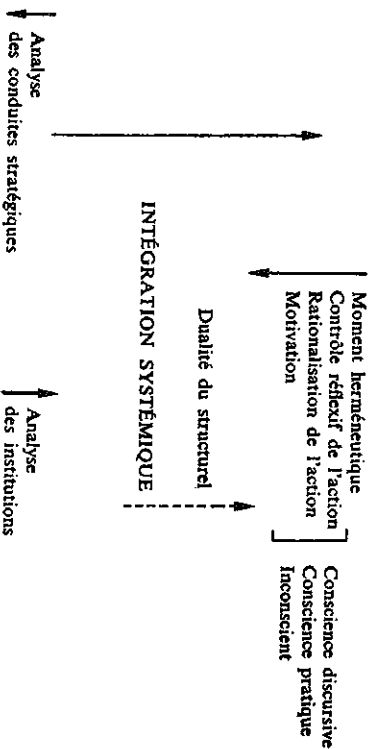 Moment herméneutique
Contrôle réflexif de l'action
Rationalisation de l'action
Motivation
Conscience discursive
Conscience pratique
Inconscient
Dualité du structurel
INTÉGRATION SYSTÉMIQUE
Analyse
des conduites stratégiques
Analyse
des institutions